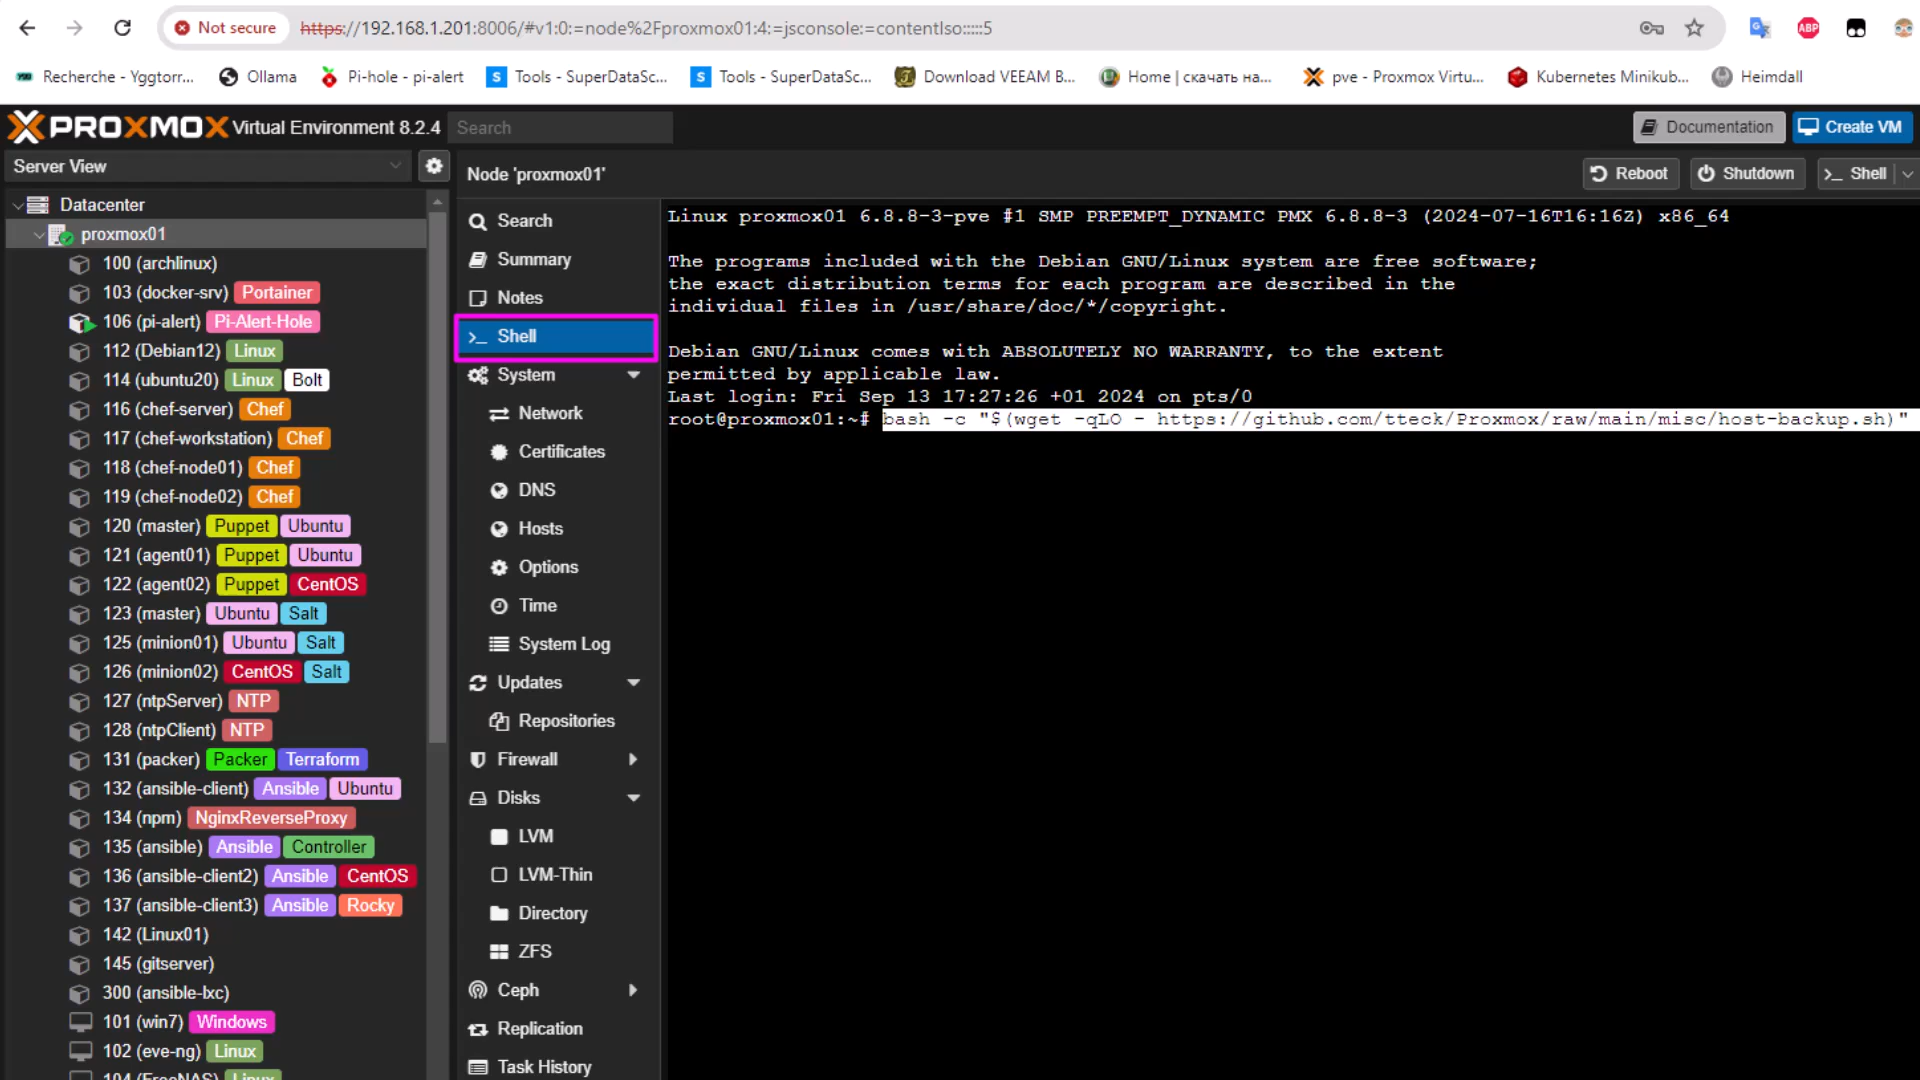 Not secure
https://192.168.1.201:8006/#v1:0:=node%2Fproxmox01:4:=jsconsole:=contentIso:::::5
ABP
Recherche - Yggtorr...
Ollama
Pi-hole - pi-alert
Tools - SuperDataSc...
Tools - SuperDataSc...
Download VEEAM B...
Home | скачать на...
pve - Proxmox Virtu...
Kubernetes Minikub...
Heimdall
PROXMOX Virtual Environment 8.2.4
Search
Documentation
Create VM
Server View
Node 'proxmox01'
Reboot
Shutdown
Shell
Datacenter
proxmox01
100 (archlinux)
103 (docker-srv) Portainer
106 (pi-alert) Pi-Alert-Hole
112 (Debian12) Linux
114 (ubuntu20) Linux Bolt
116 (chef-server) Chef
117 (chef-workstation) Chef
118 (chef-node01) Chef
119 (chef-node02) Chef
120 (master) Puppet Ubuntu
121 (agent01) Puppet Ubuntu
122 (agent02) Puppet CentOS
123 (master) Ubuntu Salt
125 (minion01) Ubuntu Salt
126 (minion02) CentOS Salt
127 (ntpServer) NTP
128 (ntpClient) NTP
131 (packer) Packer Terraform
132 (ansible-client) Ansible Ubuntu
134 (npm) NginxReverseProxy
135 (ansible) Ansible Controller
136 (ansible-client2) Ansible CentOS
137 (ansible-client3) Ansible Rocky
142 (Linux01)
145 (gitserver)
300 (ansible-lxc)
101 (win7) Windows
102 (eve-ng) Linux
104 (FreeNAS) Linux
Search
Summary
Notes
Shell
System
Network
Certificates
DNS
Hosts
Options
Time
System Log
Updates
Repositories
Firewall
Disks
LVM
LVM-Thin
Directory
ZFS
Ceph
Replication
Task History
Linux proxmox01 6.8.8-3-pve #1 SMP PREEMPT_DYNAMIC PMX 6.8.8-3 (2024-07-16T16:16Z) x86_64
The programs included with the Debian GNU/Linux system are free software;
the exact distribution terms for each program are described in the
individual files in /usr/share/doc/*/copyright.
Debian GNU/Linux comes with ABSOLUTELY NO WARRANTY, to the extent
permitted by applicable law.
Last login: Fri Sep 13 17:27:26 +01 2024 on pts/0
root@proxmox01:~# bash -c "$(wget -qLO - https://github.com/tteck/Proxmox/raw/main/misc/host-backup.sh)"